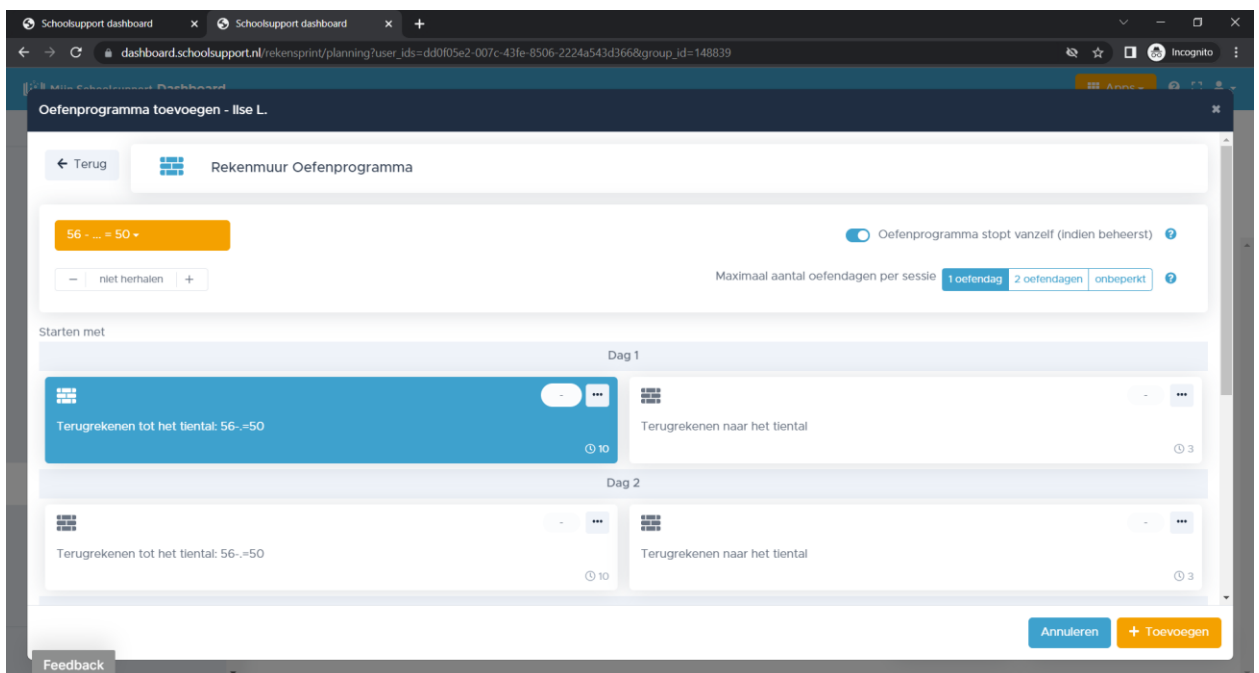 Schoolsupport dashboard
Schoolsupport dashboard
dashboard.schoolsupport.nl/rekensprint/planning?user_ids=dd0f05e2-007c-43fe-8506-2224a543d366&group_id=148839
Incognito
Mijn Schoolsupport Dashboard
Apps
Oefenprogramma toevoegen - Ilse L.
← Terug
Rekenmuur Oefenprogramma
56 - ... = 50
Oefenprogramma stopt vanzelf (indien beheerst)
− niet herhalen +
Maximaal aantal oefendagen per sessie 1 oefendag 2 oefendagen onbeperkt
Starten met
Dag 1
- ...
Terugrekenen tot het tiental: 56-.=50
10
- ...
Terugrekenen naar het tiental
3
Dag 2
- ...
Terugrekenen tot het tiental: 56-.=50
10
- ...
Terugrekenen naar het tiental
3
Annuleren
+ Toevoegen
Feedback